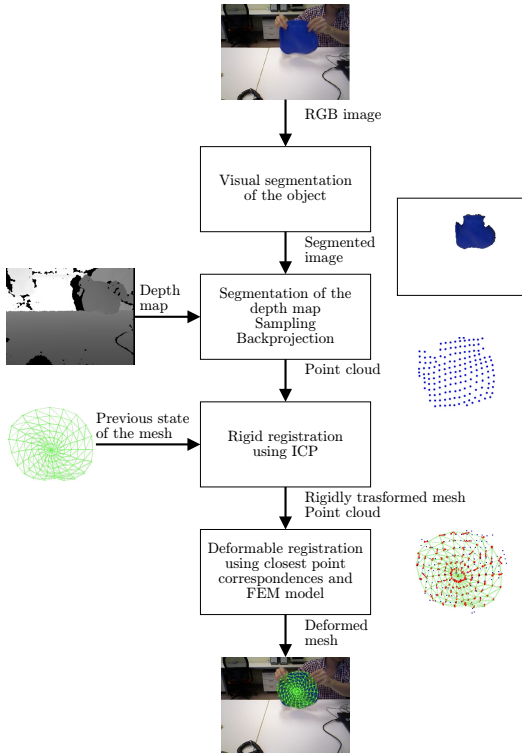 RGB image
Visual segmentation
of the object
Segmented
image
Depth
map
Segmentation of the
depth map
Sampling
Backprojection
Point cloud
Previous state
of the mesh
Rigid registration
using ICP
Rigidly trasformed mesh
Point cloud
Deformable registration
using closest point
correspondences and
FEM model
Deformed
mesh